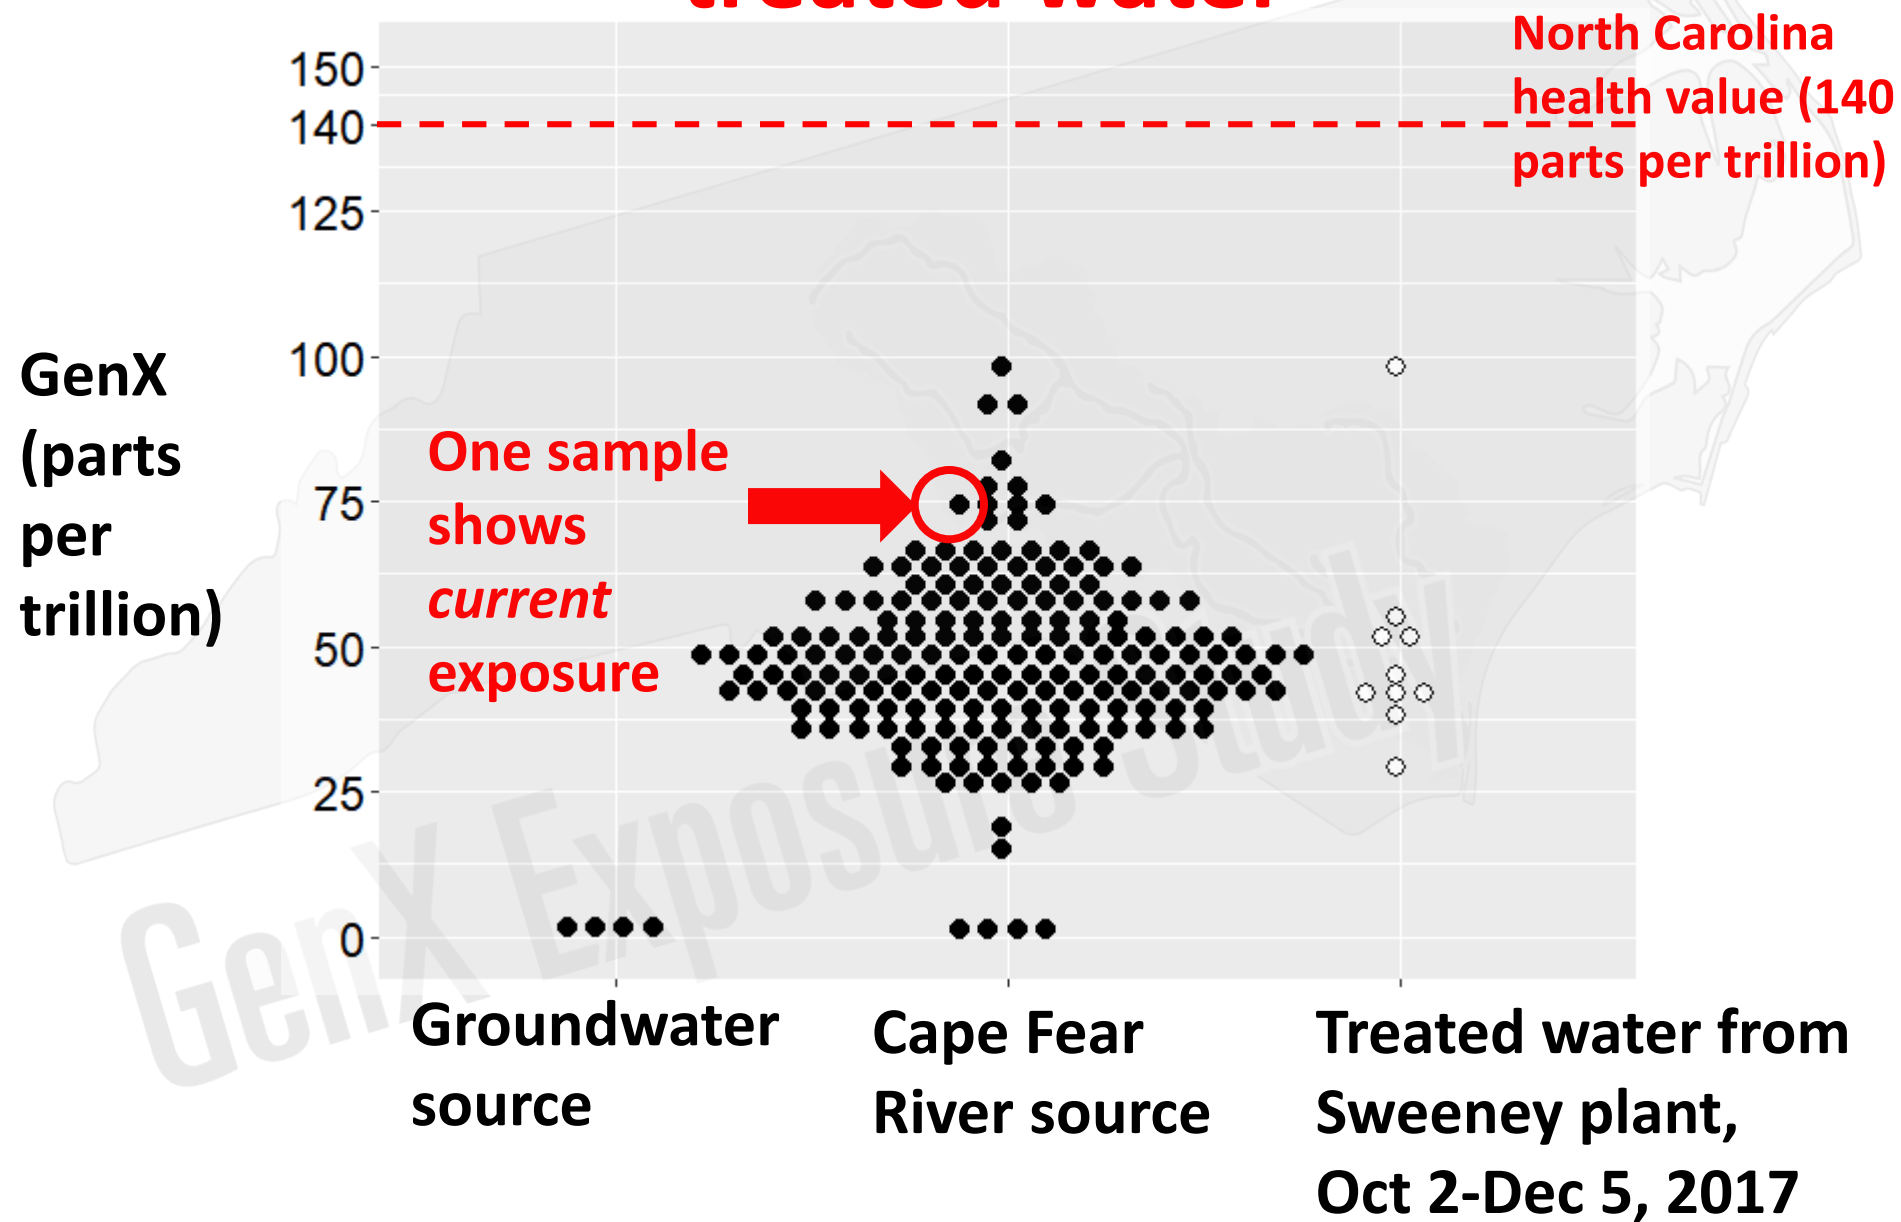 treated water
North Carolina
health value (140
parts per trillion)
150
140
125
100
75
50
25
0
GenX
(parts
per
trillion)
One sample
shows
current
exposure
GenX Exposure Study
Groundwater
source
Cape Fear
River source
Treated water from
Sweeney plant,
Oct 2-Dec 5, 2017